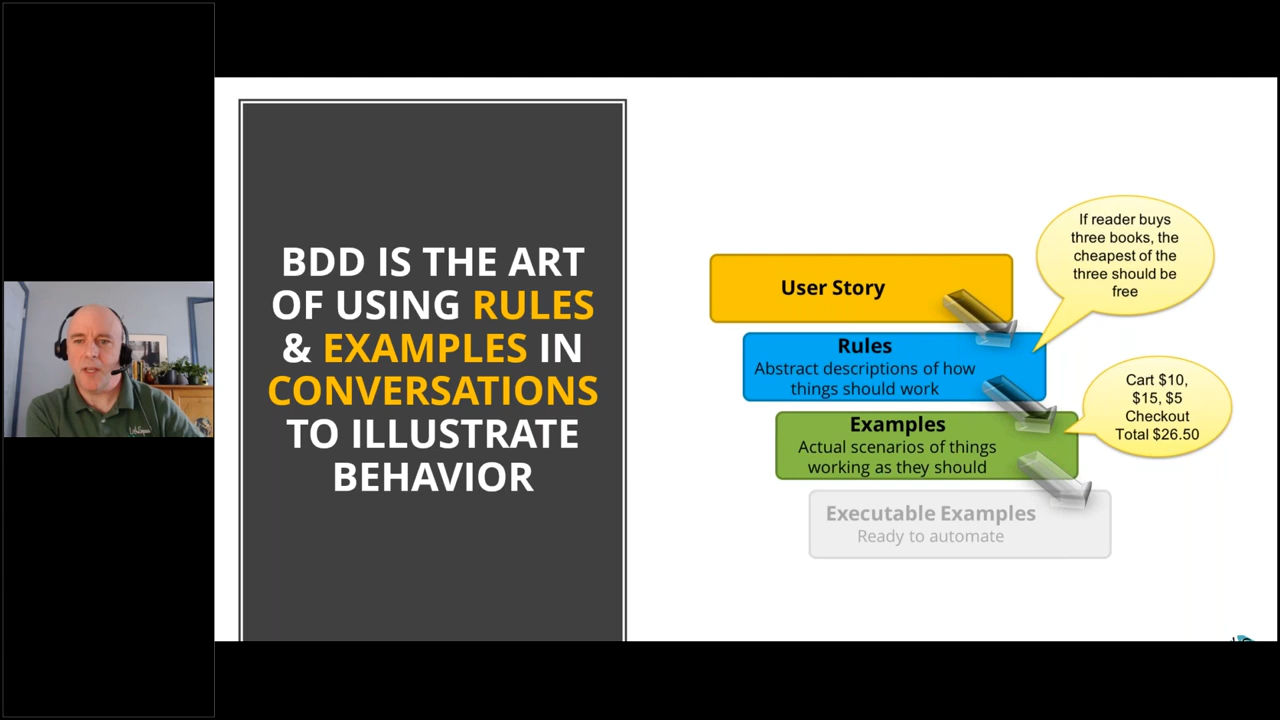 BDD IS THE ART
OF USING RULES
& EXAMPLES IN
CONVERSATIONS
TO ILLUSTRATE
BEHAVIOR
User Story
Rules
Abstract descriptions of how
things should work
Examples
Actual scenarios of things
working as they should
Executable Examples
Ready to automate
If reader buys
three books, the
cheapest of the
three should be
free
Cart $10,
$15, $5
Checkout
Total $26.50